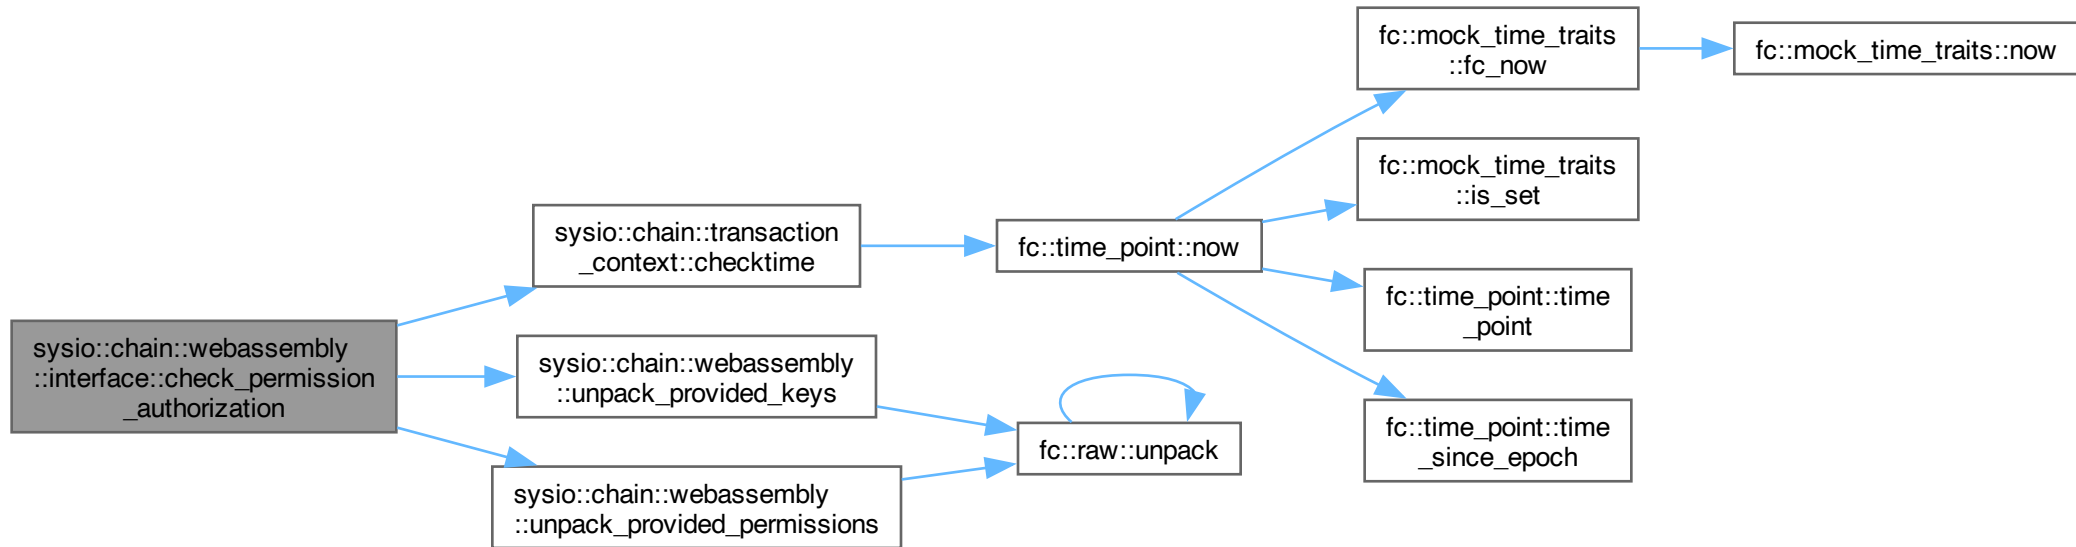 sysio::chain::webassembly
::interface::check_permission
_authorization
sysio::chain::transaction
_context::checktime
sysio::chain::webassembly
::unpack_provided_keys
sysio::chain::webassembly
::unpack_provided_permissions
fc::time_point::now
fc::raw::unpack
fc::mock_time_traits
::fc_now
fc::mock_time_traits
::is_set
fc::time_point::time
_point
fc::time_point::time
_since_epoch
fc::mock_time_traits::now